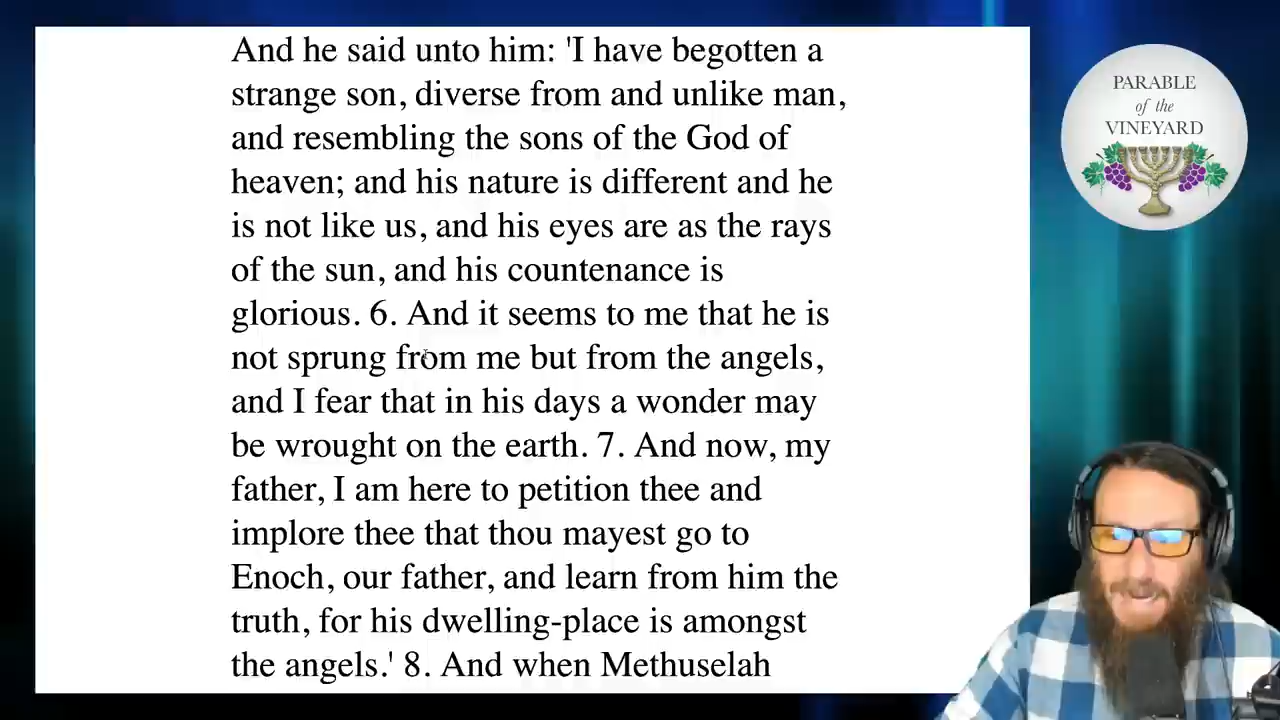 And he said unto him: 'I have begotten a
strange son, diverse from and unlike man,
and resembling the sons of the God of
heaven; and his nature is different and he
is not like us, and his eyes are as the rays
of the sun, and his countenance is
glorious. 6. And it seems to me that he is
not sprung from me but from the angels,
and I fear that in his days a wonder may
be wrought on the earth. 7. And now, my
father, I am here to petition thee and
implore thee that thou mayest go to
Enoch, our father, and learn from him the
truth, for his dwelling-place is amongst
the angels.' 8. And when Methuselah
PARABLE
of the
VINEYARD